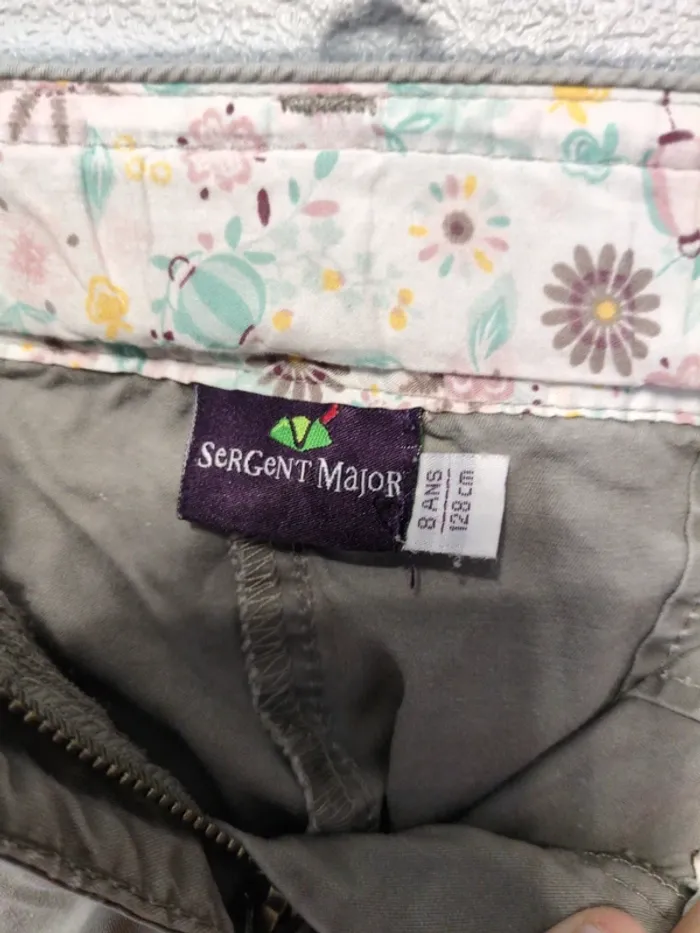 SeRGeNT MaJoR
8 ANS
128 cm